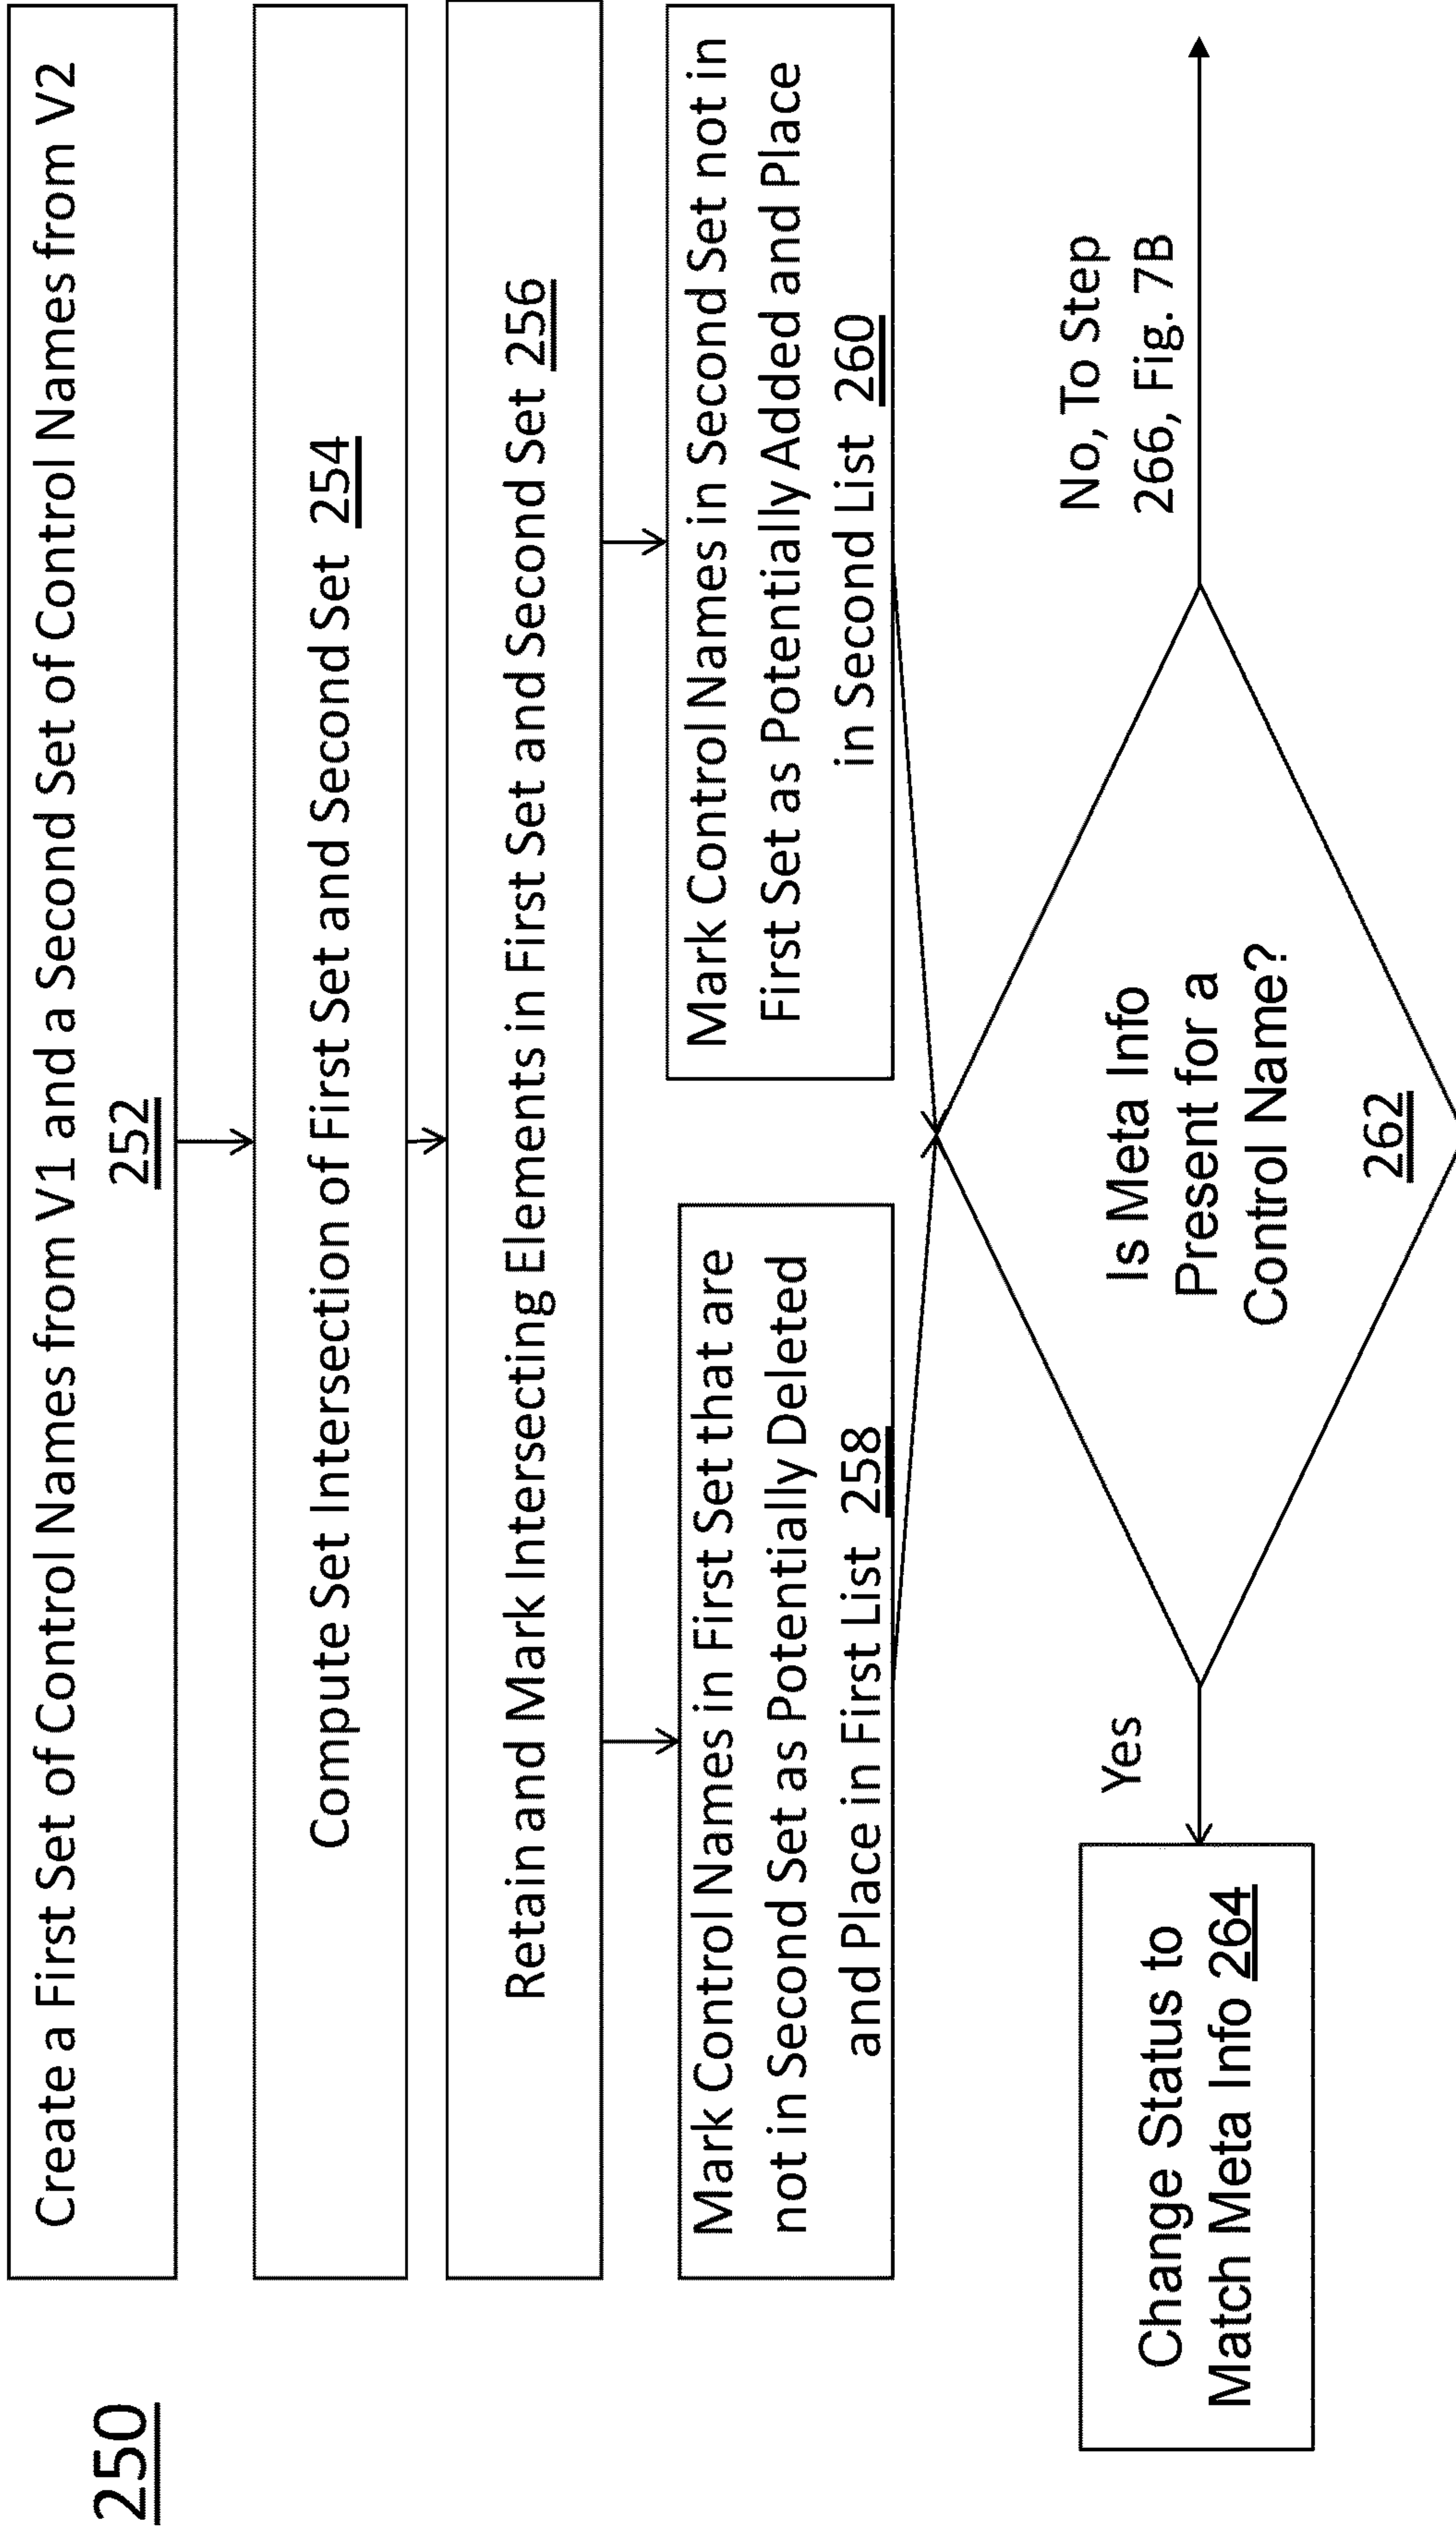 250
Create a First Set of Control Names from V1 and a Second Set of Control Names from V2
252
Compute Set Intersection of First Set and Second Set 254
Retain and Mark Intersecting Elements in First Set and Second Set 256
Mark Control Names in First Set that are
not in Second Set as Potentially Deleted
and Place in First List 258
Mark Control Names in Second Set not in
First Set as Potentially Added and Place
in Second List 260
Is Meta Info
Present for a
Control Name?
262
Yes
Change Status to
Match Meta Info 264
No, To Step
266, Fig. 7B